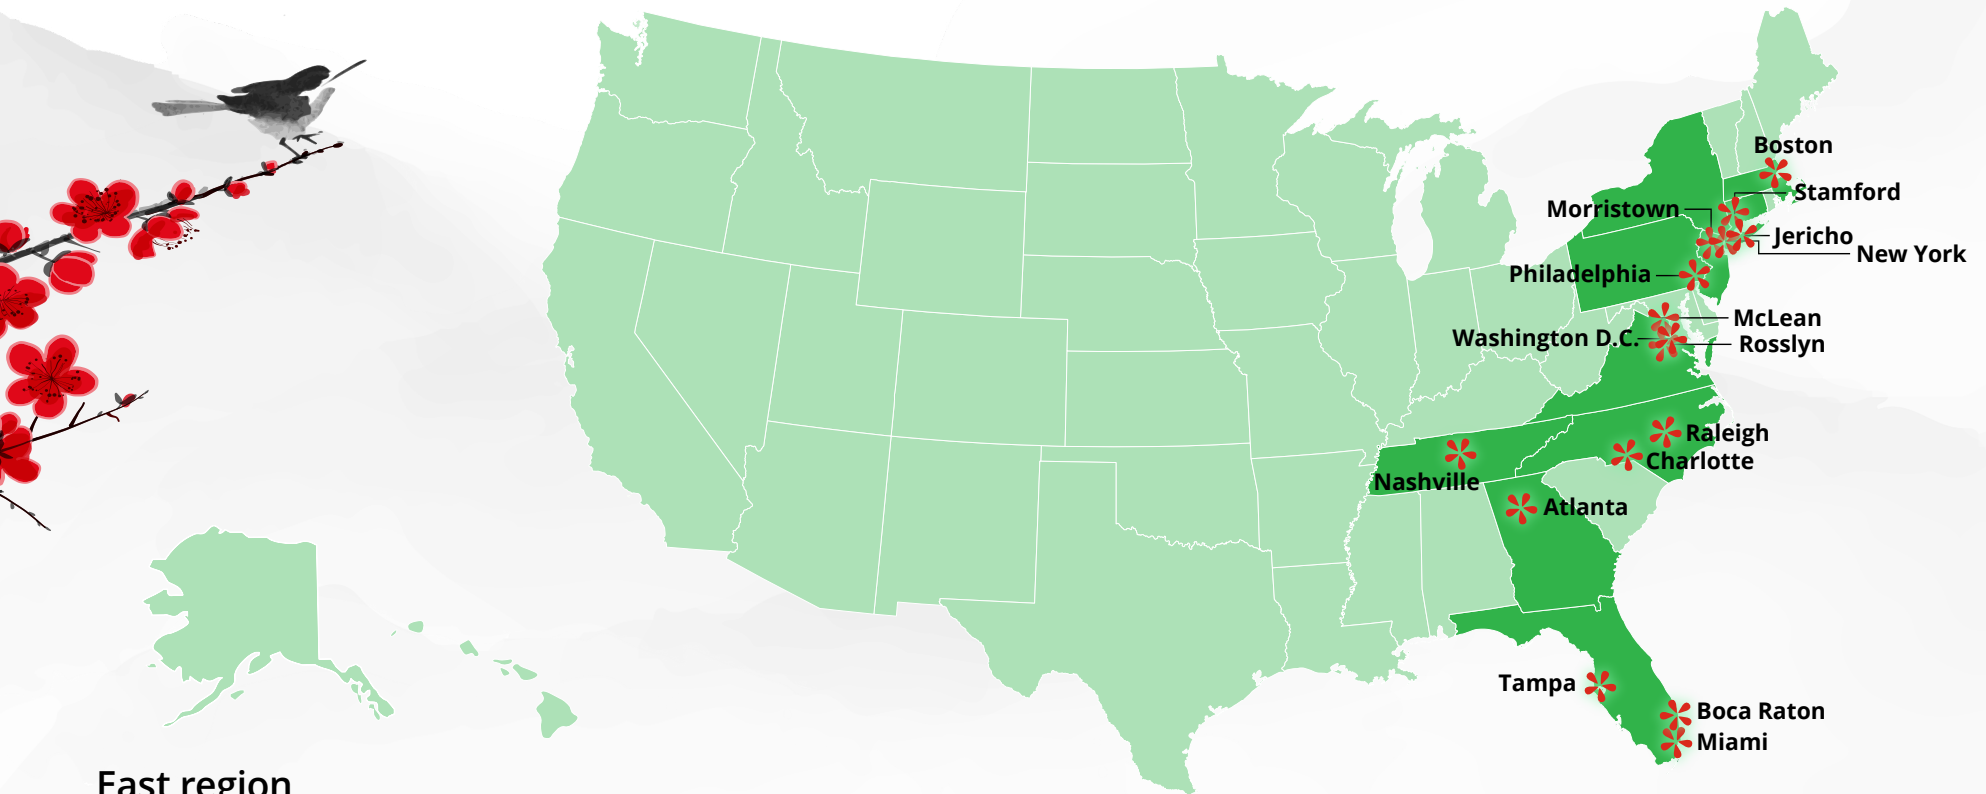 Boston
Stamford
Morristown
Jericho
New York
Philadelphia
McLean
Washington D.C.
Rosslyn
Raleigh
Charlotte
Nashville
Atlanta
Tampa
Boca Raton
Miami
East region